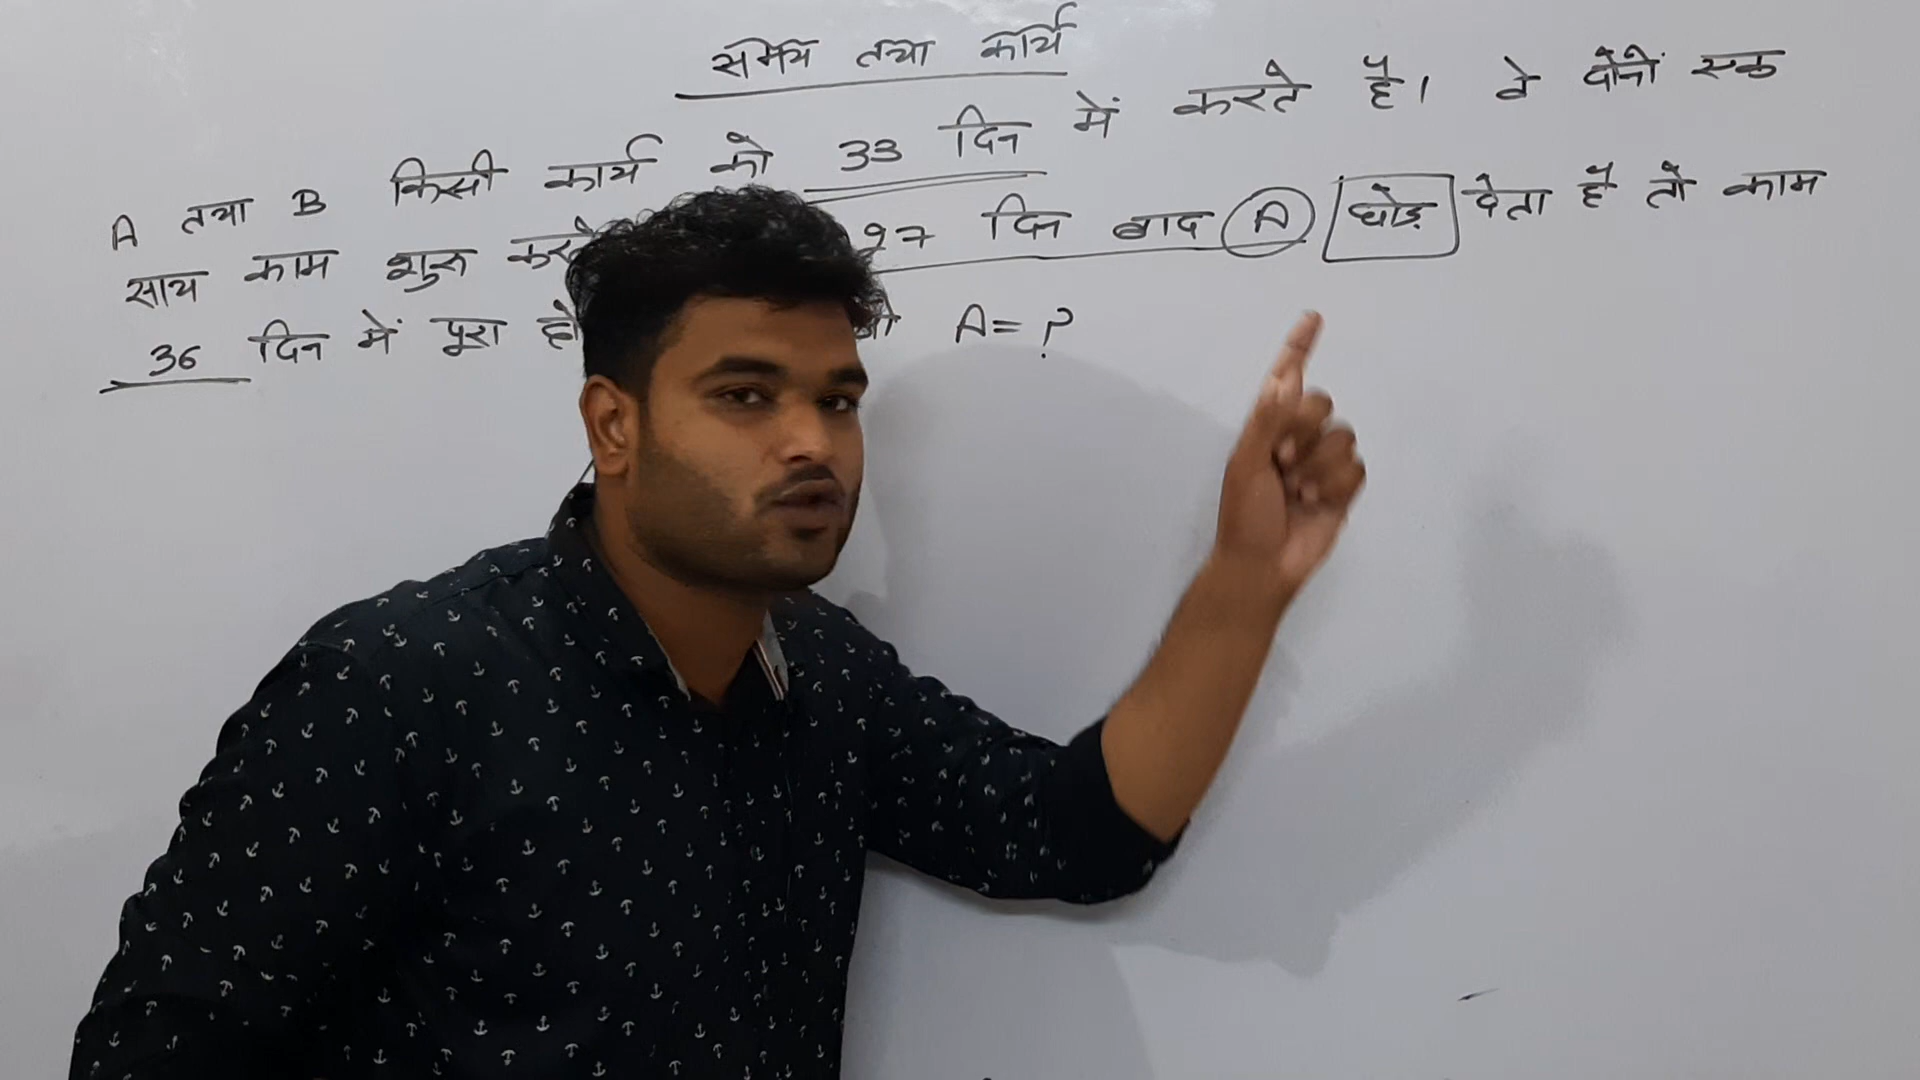 समय तथा कार्य
A तथा B किसी कार्य को 33 दिन में करते है। वे दोनों एक
साथ काम शुरु 27 दिन बाद A छोड़ देता है तो काम
36 दिन में पूरा A = ?